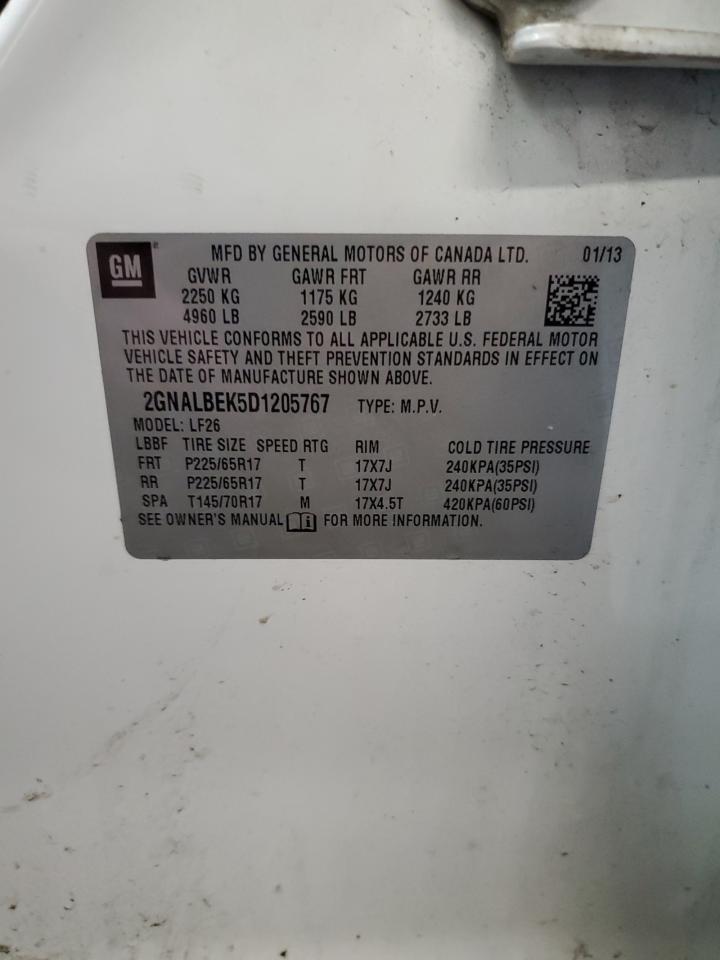 GM MFD BY GENERAL MOTORS OF CANADA LTD. 01/13
GVWR GAWR FRT GAWR RR
2250 KG 1175 KG 1240 KG
4960 LB 2590 LB 2733 LB
THIS VEHICLE CONFORMS TO ALL APPLICABLE U.S. FEDERAL MOTOR
VEHICLE SAFETY AND THEFT PREVENTION STANDARDS IN EFFECT ON
THE DATE OF MANUFACTURE SHOWN ABOVE.
2GNALBEK5D1205767 TYPE: M.P.V.
MODEL: LF26
LBBF TIRE SIZE SPEED RTG RIM COLD TIRE PRESSURE
FRT P225/65R17 T 17X7J 240KPA(35PSI)
RR P225/65R17 T 17X7J 240KPA(35PSI)
SPA T145/70R17 M 17X4.5T 420KPA(60PSI)
SEE OWNER'S MANUAL i FOR MORE INFORMATION.